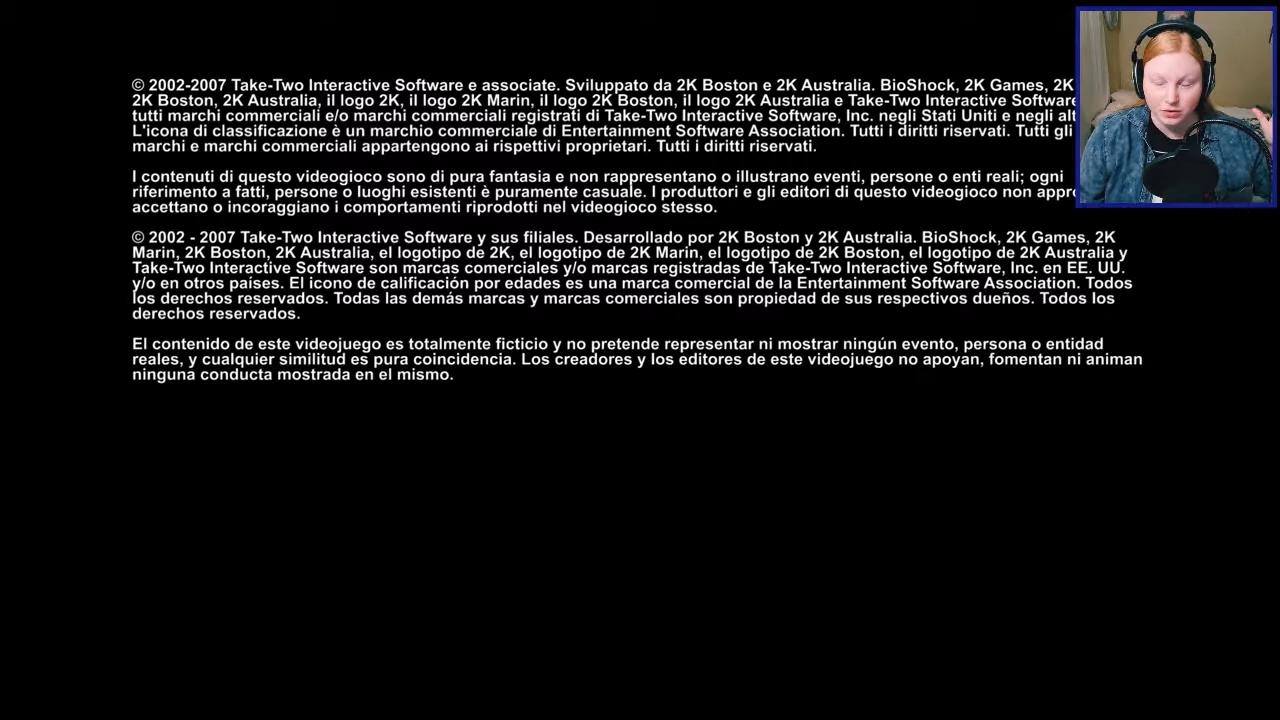 © 2002-2007 Take-Two Interactive Software e associate. Sviluppato da 2K Boston e 2K Australia. BioShock, 2K Games, 2K
2K Boston, 2K Australia, il logo 2K, il logo 2K Marin, il logo 2K Boston, il logo 2K Australia e Take-Two Interactive Software
tutti marchi commerciali e/o marchi commerciali registrati di Take-Two Interactive Software, Inc. negli Stati Uniti e negli
L'icona di classificazione è un marchio commerciale di Entertainment Software Association. Tutti i diritti riservati. Tutti gli
marchi e marchi commerciali appartengono ai rispettivi proprietari. Tutti i diritti riservati.
I contenuti di questo videogioco sono di pura fantasia e non rappresentano o illustrano eventi, persone o enti reali; ogni
riferimento a fatti, persone o luoghi esistenti è puramente casuale. I produttori e gli editori di questo videogioco non
accettano o incoraggiano i comportamenti riprodotti nel videogioco stesso.
© 2002 - 2007 Take-Two Interactive Software y sus filiales. Desarrollado por 2K Boston y 2K Australia. BioShock, 2K Games, 2K
Marin, 2K Boston, 2K Australia, el logotipo de 2K, el logotipo de 2K Marin, el logotipo de 2K Boston, el logotipo de 2K Australia y
Take-Two Interactive Software son marcas comerciales y/o marcas registradas de Take-Two Interactive Software, Inc. en EE. UU.
y/o en otros países. El icono de calificación por edades es una marca comercial de la Entertainment Software Association. Todos
los derechos reservados. Todas las demás marcas y marcas comerciales son propiedad de sus respectivos dueños. Todos los
derechos reservados.
El contenido de este videojuego es totalmente ficticio y no pretende representar ni mostrar ningún evento, persona o entidad
reales, y cualquier similitud es pura coincidencia. Los creadores y los editores de este videojuego no apoyan, fomentan ni animan
ninguna conducta mostrada en el mismo.